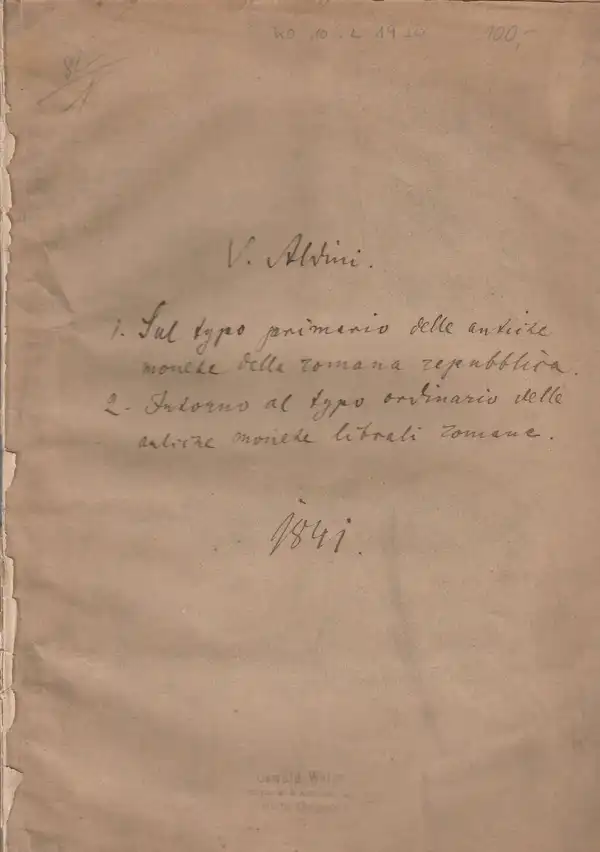 100,-
V. Aldini.
1. Sul typo primario delle antiche
monete della romana repubblica.
2. Intorno al typo ordinario delle
antiche monete librali romane.
1841.